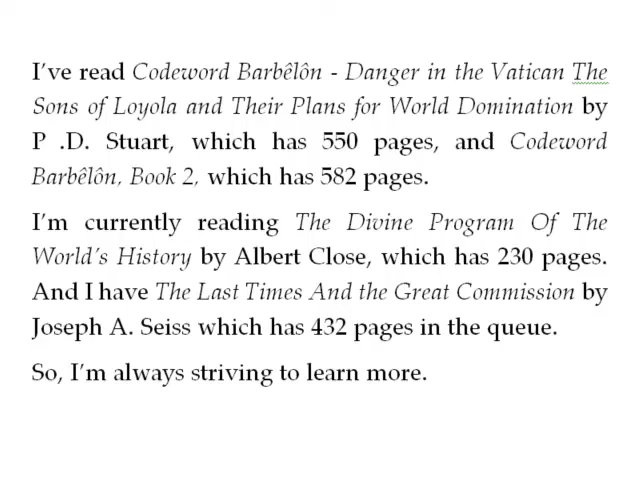 I’ve read Codeword Barbêlôn - Danger in the Vatican The
Sons of Loyola and Their Plans for World Domination by
P .D. Stuart, which has 550 pages, and Codeword
Barbêlôn, Book 2, which has 582 pages.
I’m currently reading The Divine Program Of The
World’s History by Albert Close, which has 230 pages.
And I have The Last Times And the Great Commission by
Joseph A. Seiss which has 432 pages in the queue.
So, I’m always striving to learn more.